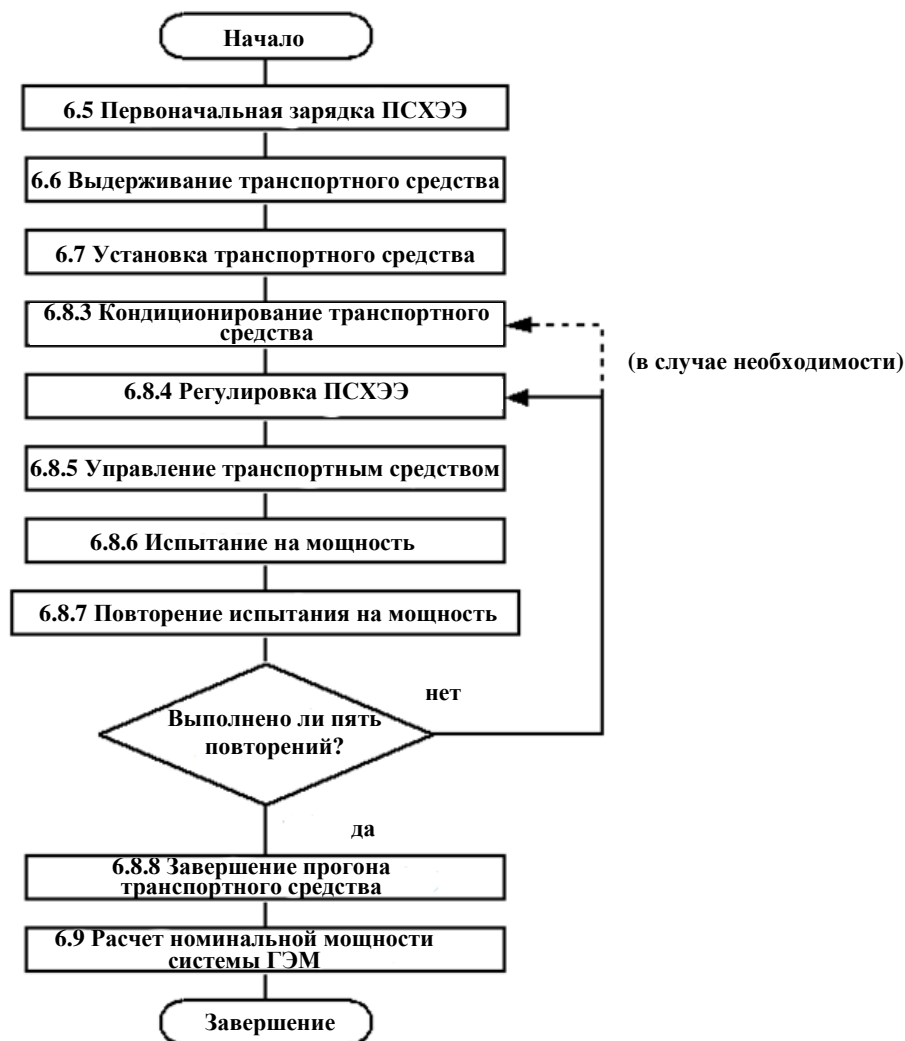 Начало
6.5 Первоначальная зарядка ПСХЭЭ
6.6 Выдерживание транспортного средства
6.7 Установка транспортного средства
6.8.3 Кондиционирование транспортного
средства
(в случае необходимости)
6.8.4 Регулировка ПСХЭЭ
6.8.5 Управление транспортным средством
6.8.6 Испытание на мощность
6.8.7 Повторение испытания на мощность
нет
Выполнено ли пять
повторений?
да
6.8.8 Завершение прогона
транспортного средства
6.9 Расчет номинальной мощности
системы ГЭМ
Завершение